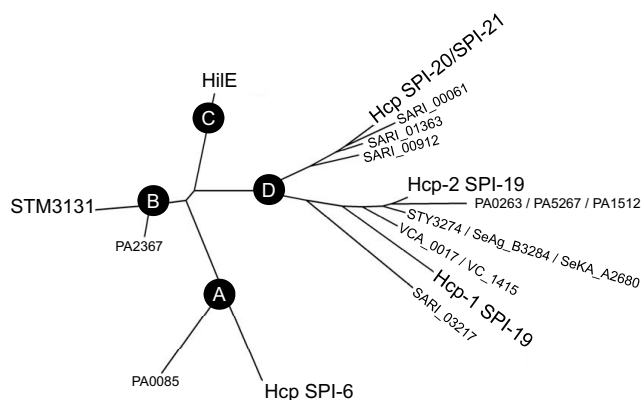 HilE
C
Hcp SPI-20/SPI-21
SARI_00061
SARI_01363
SARI_00912
D
B
STM3131
PA2367
Hcp-2 SPI-19
PA0263 / PA5267 / PA1512
STY3274 / SeAg_B3284 / SeKA_A2680
VCA_0017 / VC_1415
Hcp-1 SPI-19
SARI_03217
A
PA0085
Hcp SPI-6